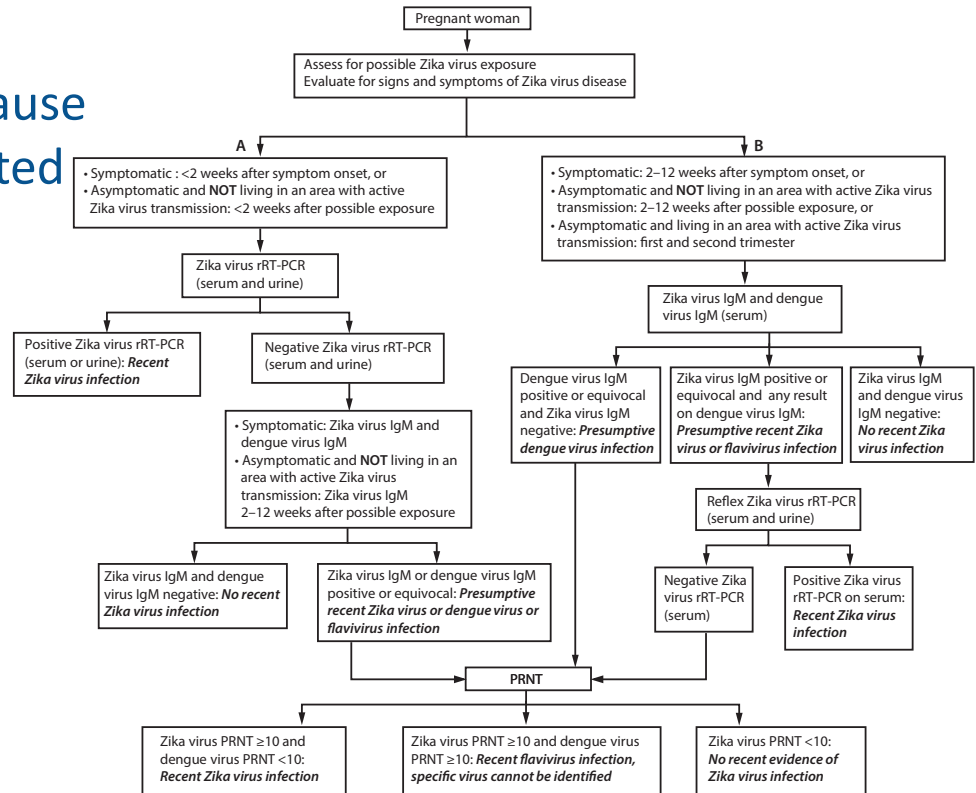 Pregnant woman
Assess for possible Zika virus exposure
Evaluate for signs and symptoms of Zika virus disease
ause
ted
A
• Symptomatic : <2 weeks after symptom onset, or
• Asymptomatic and NOT living in an area with active
Zika virus transmission: <2 weeks after possible exposure
B
• Symptomatic: 2–12 weeks after symptom onset, or
• Asymptomatic and NOT living in an area with active Zika virus
transmission: 2–12 weeks after possible exposure, or
• Asymptomatic and living in an area with active Zika virus
transmission: first and second trimester
Zika virus rRT-PCR
(serum and urine)
Positive Zika virus rRT-PCR
(serum or urine): Recent
Zika virus infection
Negative Zika virus rRT-PCR
(serum and urine)
• Symptomatic: Zika virus IgM and
dengue virus IgM
• Asymptomatic and NOT living in an
area with active Zika virus
transmission: Zika virus IgM
2–12 weeks after possible exposure
Zika virus IgM and dengue
virus IgM negative: No recent
Zika virus infection
Zika virus IgM or dengue virus IgM
positive or equivocal: Presumptive
recent Zika virus or dengue virus or
flavivirus infection
Zika virus IgM and dengue
virus IgM (serum)
Dengue virus IgM
positive or equivocal
and Zika virus IgM
negative: Presumptive
dengue virus infection
Zika virus IgM positive or
equivocal and any result
on dengue virus IgM:
Presumptive recent Zika
virus or flavivirus infection
Zika virus IgM
and dengue virus
IgM negative:
No recent Zika
virus infection
Reflex Zika virus rRT-PCR
(serum and urine)
Negative Zika
virus rRT-PCR
(serum)
Positive Zika virus
rRT-PCR on serum:
Recent Zika virus
infection
PRNT
Zika virus PRNT ≥10 and
dengue virus PRNT <10:
Recent Zika virus infection
Zika virus PRNT ≥10 and dengue virus
PRNT ≥10: Recent flavivirus infection,
specific virus cannot be identified
Zika virus PRNT <10:
No recent evidence of
Zika virus infection